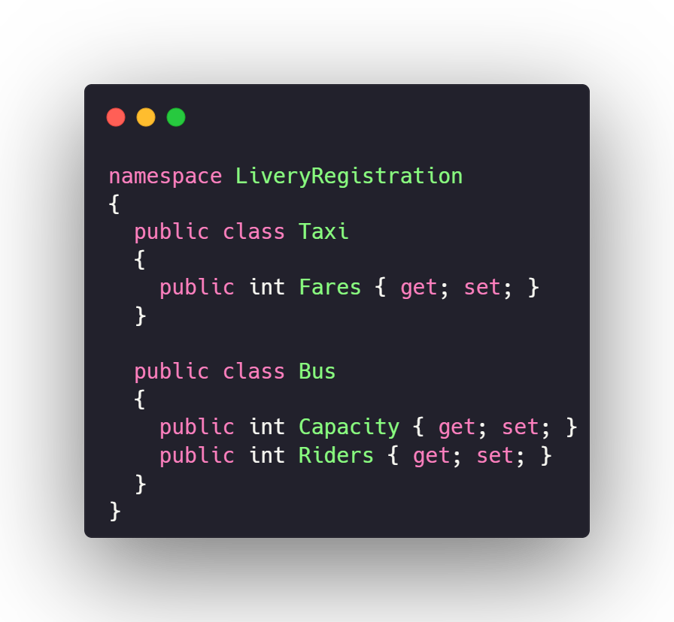 namespace LiveryRegistration
{
  public class Taxi
  {
    public int Fares { get; set; }
  }

  public class Bus
  {
    public int Capacity { get; set; }
    public int Riders { get; set; }
  }
}